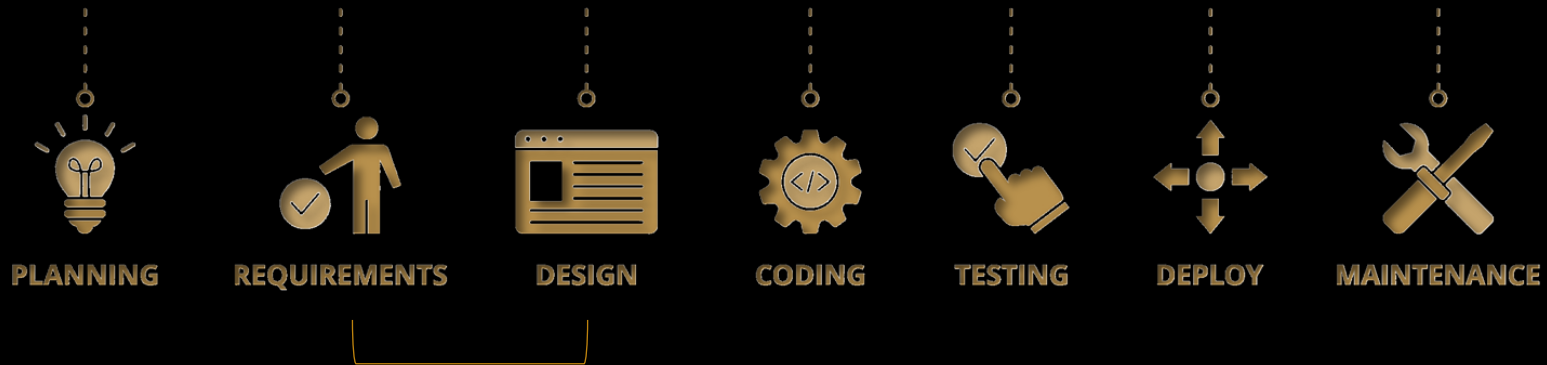 PLANNING
REQUIREMENTS
DESIGN
CODING
TESTING
DEPLOY
MAINTENANCE